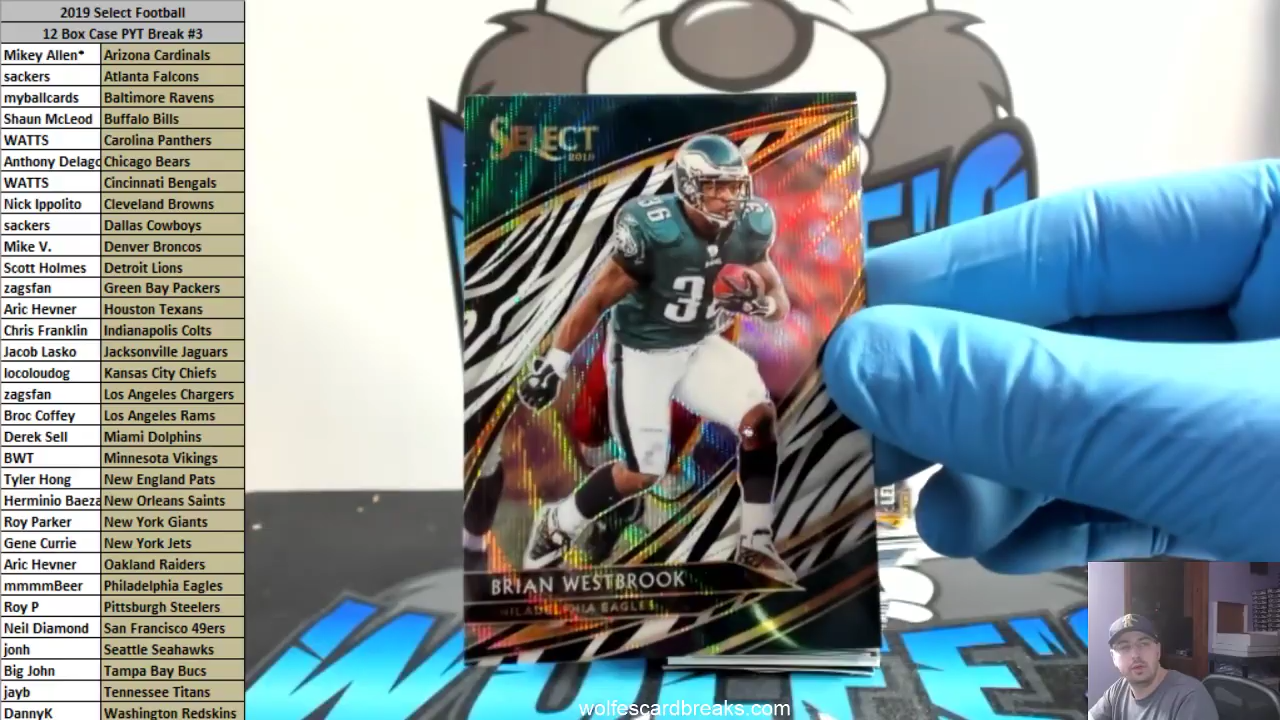 2019 Select Football
12 Box Case PYT Break #3
Mikey Allen* Arizona Cardinals
sackers Atlanta Falcons
myballcards Baltimore Ravens
Shaun McLeod Buffalo Bills
WATTS Carolina Panthers
Anthony Delago Chicago Bears
WATTS Cincinnati Bengals
Nick Ippolito Cleveland Browns
sackers Dallas Cowboys
Mike V. Denver Broncos
Scott Holmes Detroit Lions
zagsfan Green Bay Packers
Aric Hevner Houston Texans
Chris Franklin Indianapolis Colts
Jacob Lasko Jacksonville Jaguars
locoloudog Kansas City Chiefs
zagsfan Los Angeles Chargers
Broc Coffey Los Angeles Rams
Derek Sell Miami Dolphins
BWT Minnesota Vikings
Tyler Hong New England Pats
Herminio Baeza New Orleans Saints
Roy Parker New York Giants
Gene Currie New York Jets
Aric Hevner Oakland Raiders
mmmmBeer Philadelphia Eagles
Roy P Pittsburgh Steelers
Neil Diamond San Francisco 49ers
jonh Seattle Seahawks
Big John Tampa Bay Bucs
jayb Tennessee Titans
DannyK Washington Redskins
SELECT
2019
36
BRIAN WESTBROOK
PHILADELPHIA EAGLES
wolfescardbreaks.com